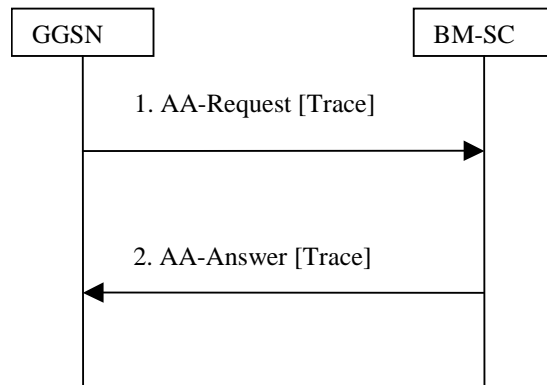 GGSN
BM-SC
1. AA-Request [Trace]
2. AA-Answer [Trace]